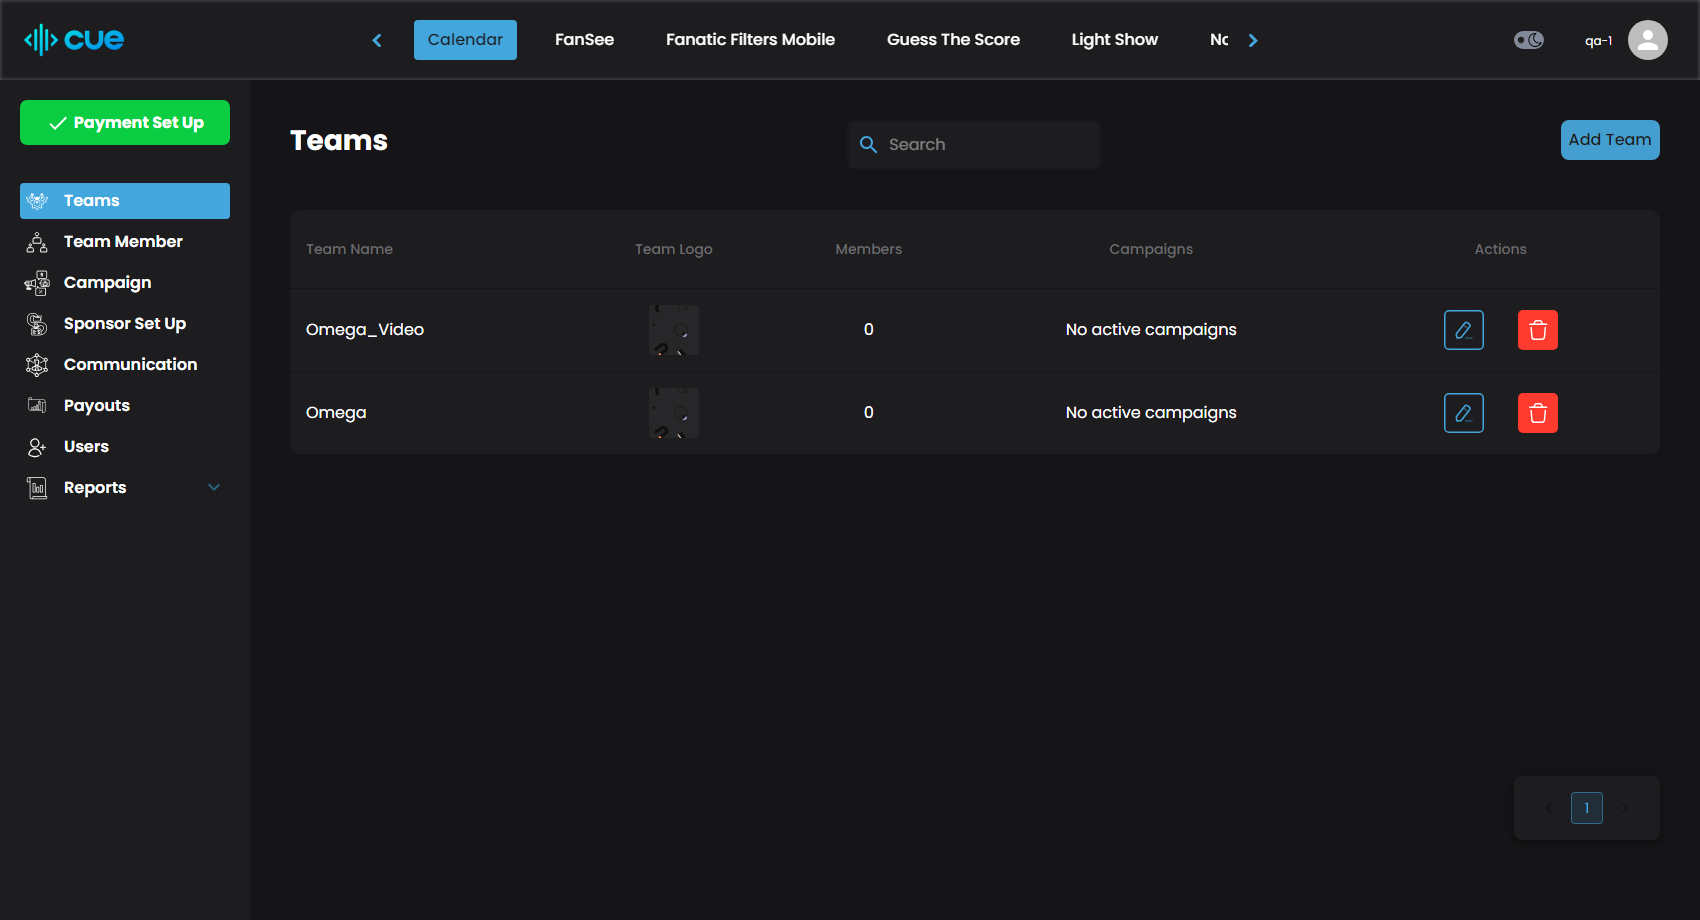 cue
Calendar FanSee Fanatic Filters Mobile Guess The Score Light Show
qa-1
Payment Set Up
Teams
Team Member
Campaign
Sponsor Set Up
Communication
Payouts
Users
Reports
Teams
Search
Add Team
Team Name Team Logo Members Campaigns Actions
Omega_Video 0 No active campaigns
Omega 0 No active campaigns
1